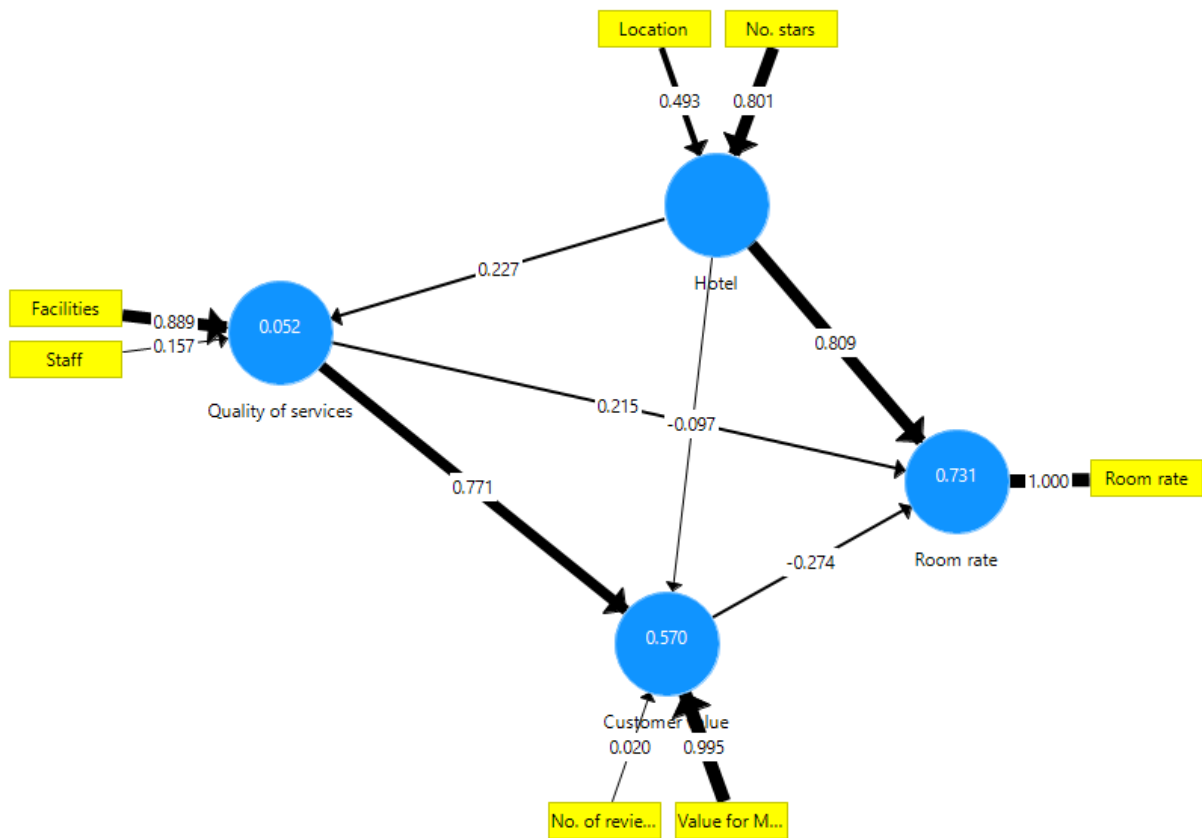 Location
No. stars
0.493
0.801
Hotel
0.227
Facilities
0.889
0.052
Staff
0.157
0.809
Quality of services
0.215
-0.097
0.771
0.731
1.000
Room rate
Room rate
-0.274
0.570
Customer value
0.020
0.995
No. of revie...
Value for M...